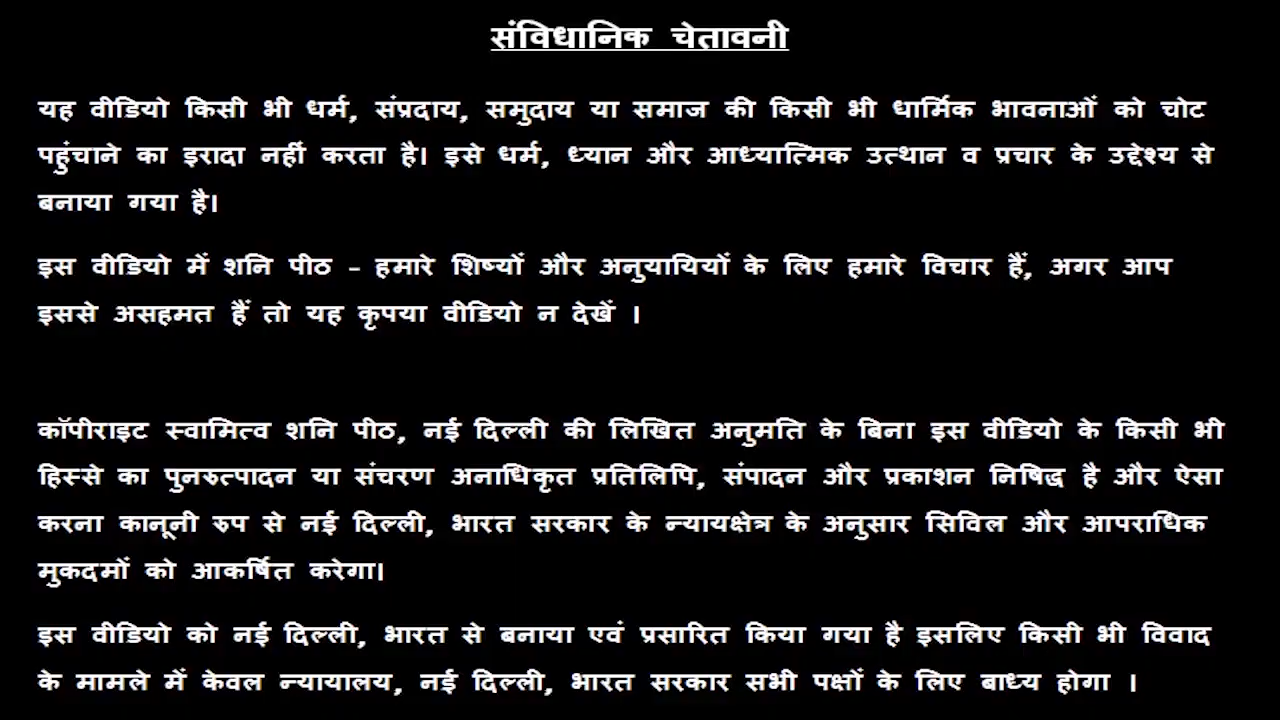 संविधानिक चेतावनी
यह वीडियो किसी भी धर्म, संप्रदाय, समुदाय या समाज की किसी भी धार्मिक भावनाओं को चोट
पहुंचाने का इरादा नहीं करता है। इसे धर्म, ध्यान और आध्यात्मिक उत्थान व प्रचार के उद्देश्य से
बनाया गया है।
इस वीडियो में शनि पीठ – हमारे शिष्यों और अनुयायियों के लिए हमारे विचार हैं, अगर आप
इससे असहमत हैं तो यह कृपया वीडियो न देखें ।
कॉपीराइट स्वामित्व शनि पीठ, नई दिल्ली की लिखित अनुमति के बिना इस वीडियो के किसी भी
हिस्से का पुनरुत्पादन या संचरण अनाधिकृत प्रतिलिपि, संपादन और प्रकाशन निषिद्ध है और ऐसा
करना कानूनी रुप से नई दिल्ली, भारत सरकार के न्यायक्षेत्र के अनुसार सिविल और आपराधिक
मुकदमों को आकर्षित करेगा।
इस वीडियो को नई दिल्ली, भारत से बनाया एवं प्रसारित किया गया है इसलिए किसी भी विवाद
के मामले में केवल न्यायालय, नई दिल्ली, भारत सरकार सभी पक्षों के लिए बाध्य होगा ।